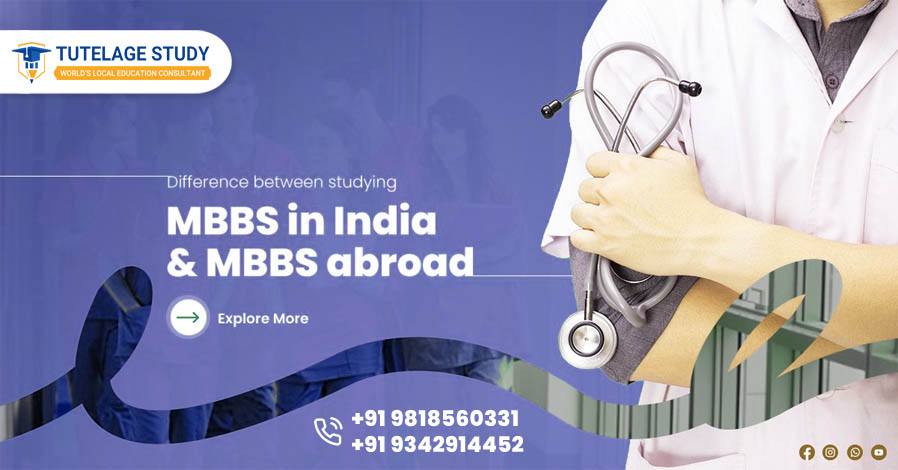 TUTELAGE STUDY
WORLD'S LOCAL EDUCATION CONSULTANT
Difference between studying
MBBS in India
& MBBS abroad
Explore More
+91 9818560331
+91 9342914452